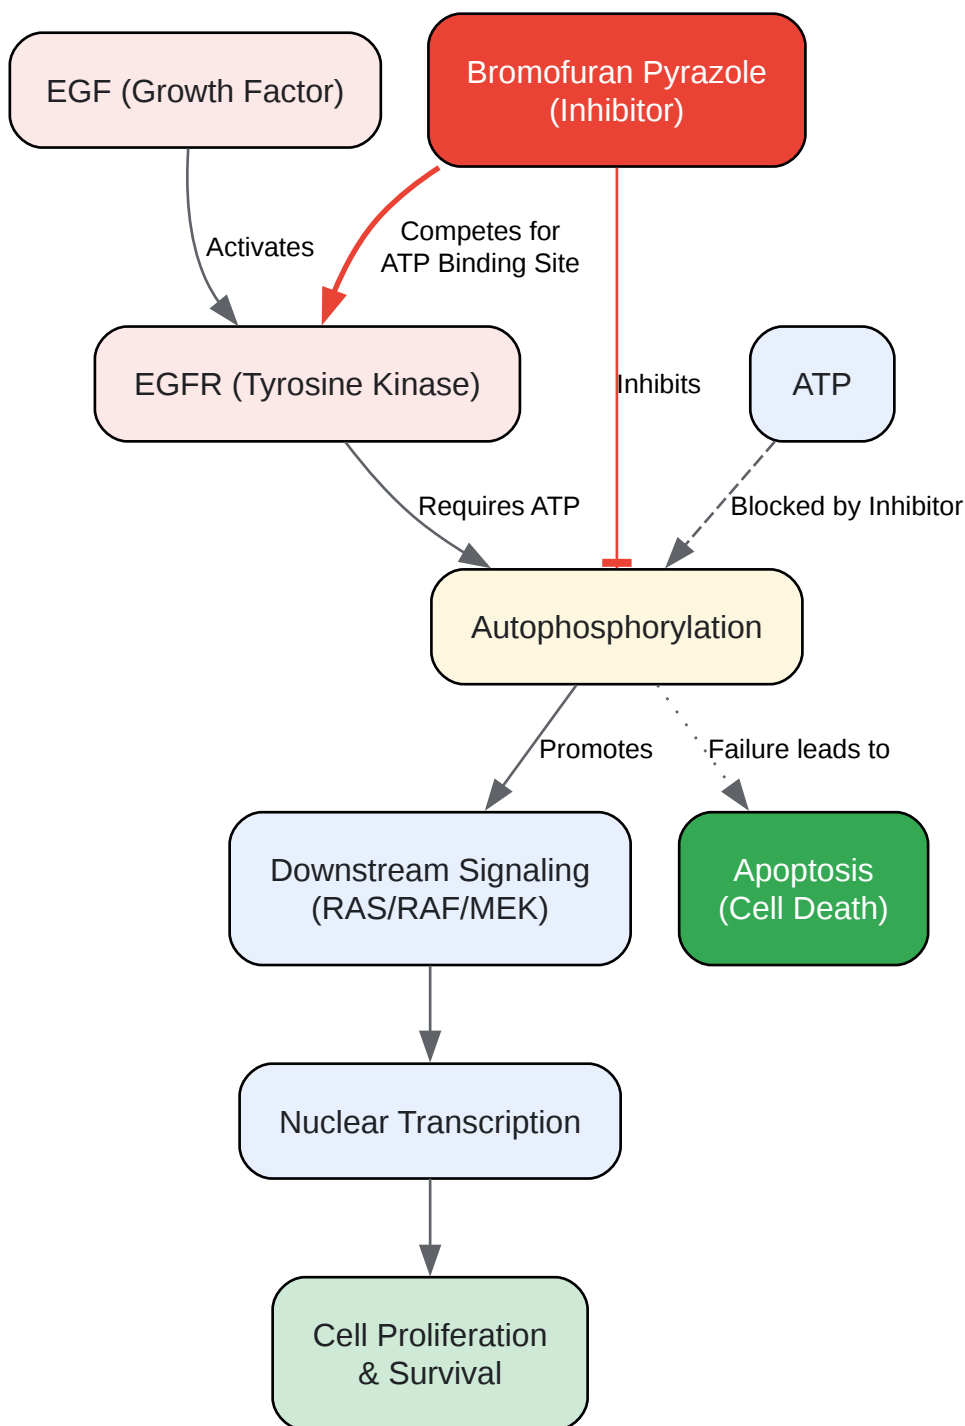 EGF (Growth Factor)
Bromofuran Pyrazole
(Inhibitor)
Activates
Competes for
ATP Binding Site
EGFR (Tyrosine Kinase)
Inhibits
ATP
Requires ATP
Blocked by Inhibitor
Autophosphorylation
Promotes
Failure leads to
Downstream Signaling
(RAS/RAF/MEK)
Apoptosis
(Cell Death)
Nuclear Transcription
Cell Proliferation
& Survival